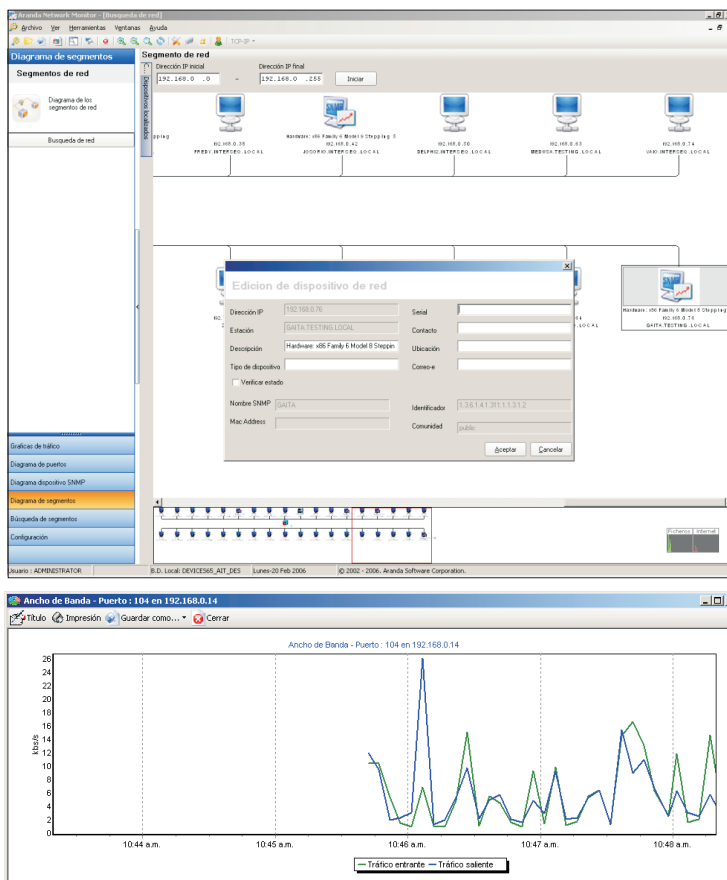 Aranda Network Monitor - [Busqueda de red]
Archivo Ver Herramientas Ventanas Ayuda
TCP-IP
Diagrama de segmentos
Segmentos de red
Diagrama de los
segmentos de red
Busqueda de red
Segmento de red
Dispositivos localizados
Dirección IP inicial
Dirección IP final
192.168.0 .0 - 192.168.0 .255 Iniciar
Hardware: x86 Family 6 Model 8 Stepping 3
192.168.0.38
192.168.0.42
192.168.0.50
192.168.0.63
192.168.0.74
FREDY.INTERSEQ.LOCAL
JOSORIO.INTERSEQ.LOCAL
DELPHI2.INTERSEQ.LOCAL
MEDUSA.TESTING.LOCAL
VAIO.INTERSEQ.LOCAL
Edicion de dispositivo de red
Dirección IP 192.168.0.76 Serial
Estación GAITA.TESTING.LOCAL Contacto
Descripción Hardware: x86 Family 6 Model 8 Steppin Ubicación
Tipo de dispositivo Correo-e
Verificar estado
Nombre SNMP GAITA Identificador 1.3.6.1.4.1.311.1.1.3.1.2
Mac Address Comunidad public
Aceptar Cancelar
Hardware: x86 Family 6 Model 8 Stepping
192.168.0.76
GAITA.TESTING.LOCAL
Graficas de tráfico
Diagrama de puertos
Diagrama dispositivo SNMP
Diagrama de segmentos
Búsqueda de segmentos
Configuración
Ficheros Internet
Usuario : ADMINISTRATOR B.D. Local: DEVICES65_AIT_DES Lunes-20 Feb 2006 © 2002 - 2006. Aranda Software Corporation.
Ancho de Banda - Puerto : 104 en 192.168.0.14
Título Impresión Guardar como... Cerrar
Ancho de Banda - Puerto : 104 en 192.168.0.14
kbs/s
26
24
22
20
18
16
14
12
10
8
6
4
2
0
10:44 a.m. 10:45 a.m. 10:46 a.m. 10:47 a.m. 10:48 a.m.
Tráfico entrante Tráfico saliente